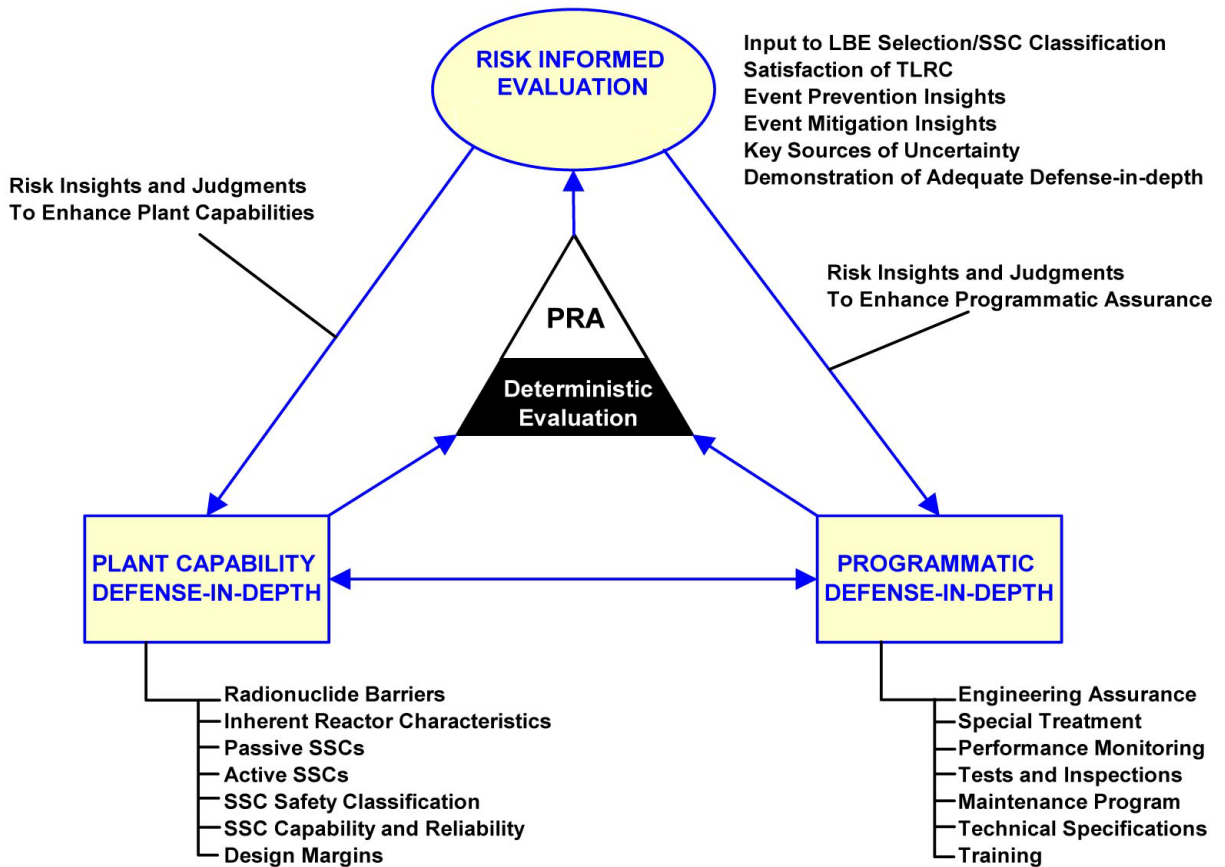 RISK INFORMED
EVALUATION
Input to LBE Selection/SSC Classification
Satisfaction of TLRC
Event Prevention Insights
Event Mitigation Insights
Key Sources of Uncertainty
Demonstration of Adequate Defense-in-depth
Risk Insights and Judgments
To Enhance Plant Capabilities
Risk Insights and Judgments
To Enhance Programmatic Assurance
PRA
Deterministic
Evaluation
PLANT CAPABILITY
DEFENSE-IN-DEPTH
PROGRAMMATIC
DEFENSE-IN-DEPTH
Radionuclide Barriers
Inherent Reactor Characteristics
Passive SSCs
Active SSCs
SSC Safety Classification
SSC Capability and Reliability
Design Margins
Engineering Assurance
Special Treatment
Performance Monitoring
Tests and Inspections
Maintenance Program
Technical Specifications
Training